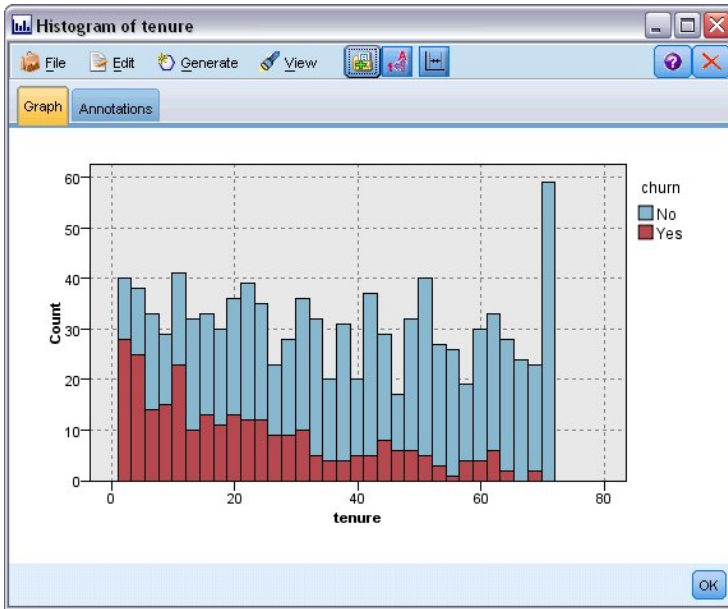 Histogram of tenure
File Edit Generate View
Graph Annotations
60
50
40
30
20
10
0
Count
0 20 40 60 80
tenure
churn
No
Yes
OK